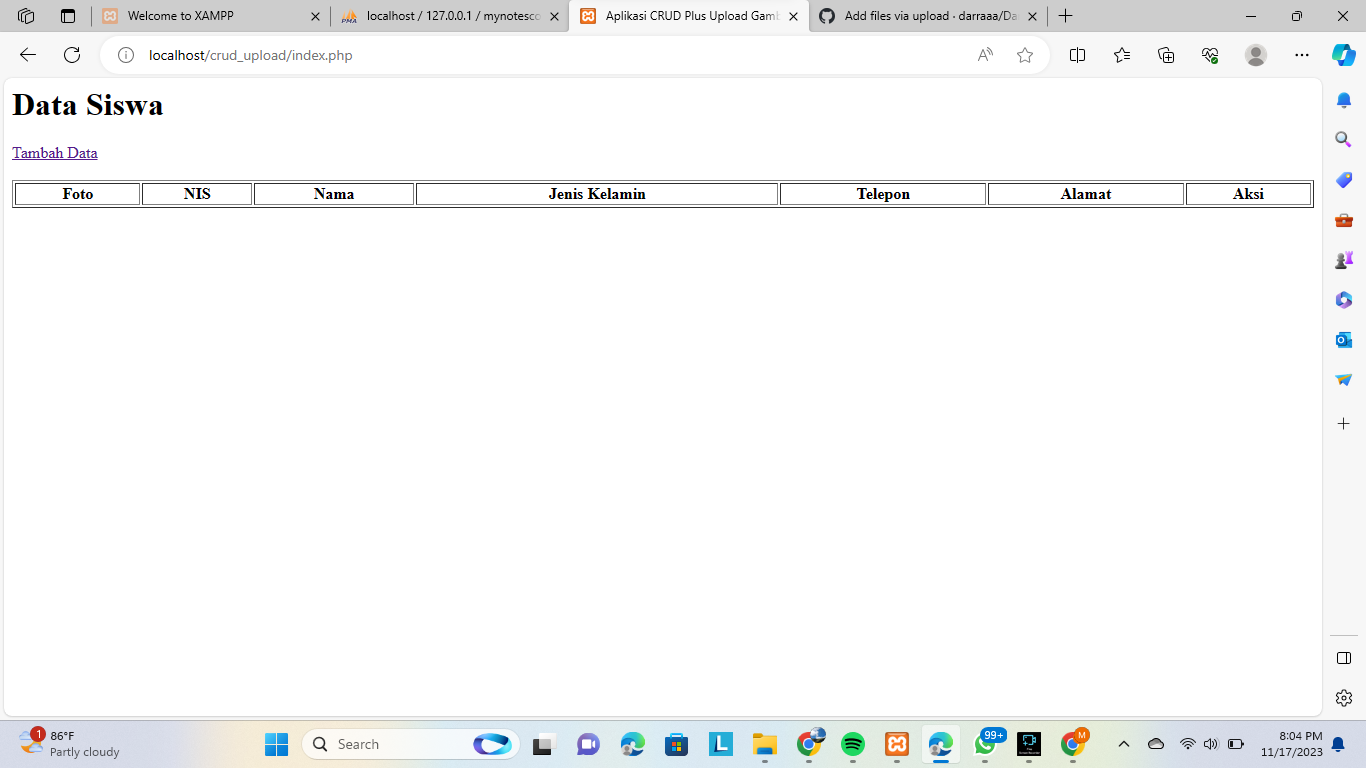 Welcome to XAMPP
localhost / 127.0.0.1 / mynotesco
Aplikasi CRUD Plus Upload Gamb
Add files via upload · darraaa/Da
localhost/crud_upload/index.php
Data Siswa
Tambah Data
Foto NIS Nama Jenis Kelamin Telepon Alamat Aksi
1
86°F
Partly cloudy
Search
L
99+
M
8:04 PM
11/17/2023